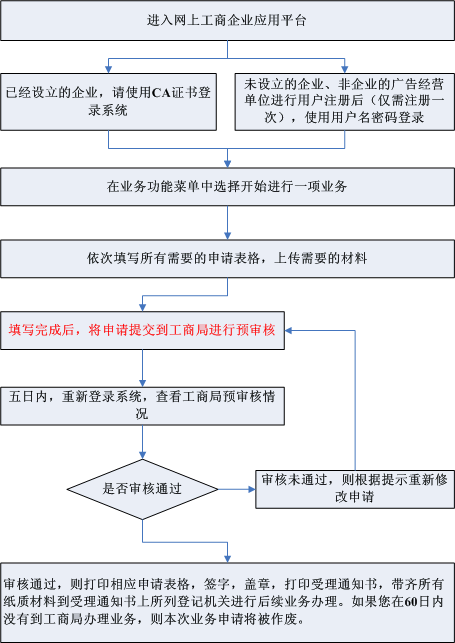 进入网上工商企业应用平台
已经设立的企业，请使用CA证书登
录系统
未设立的企业、非企业的广告经营
单位进行用户注册后（仅需注册一
次），使用用户名密码登录
在业务功能菜单中选择开始进行一项业务
依次填写所有需要的申请表格，上传需要的材料
填写完成后，将申请提交到工商局进行预审核
五日内，重新登录系统，查看工商局预审核情
况
是否审核通过
审核未通过，则根据提示重新修
改申请
审核通过，则打印相应申请表格，签字，盖章，打印受理通知书，带齐所有
纸质材料到受理通知书上所列登记机关进行后续业务办理。如果您在60日内
没有到工商局办理业务，则本次业务申请将被作废。